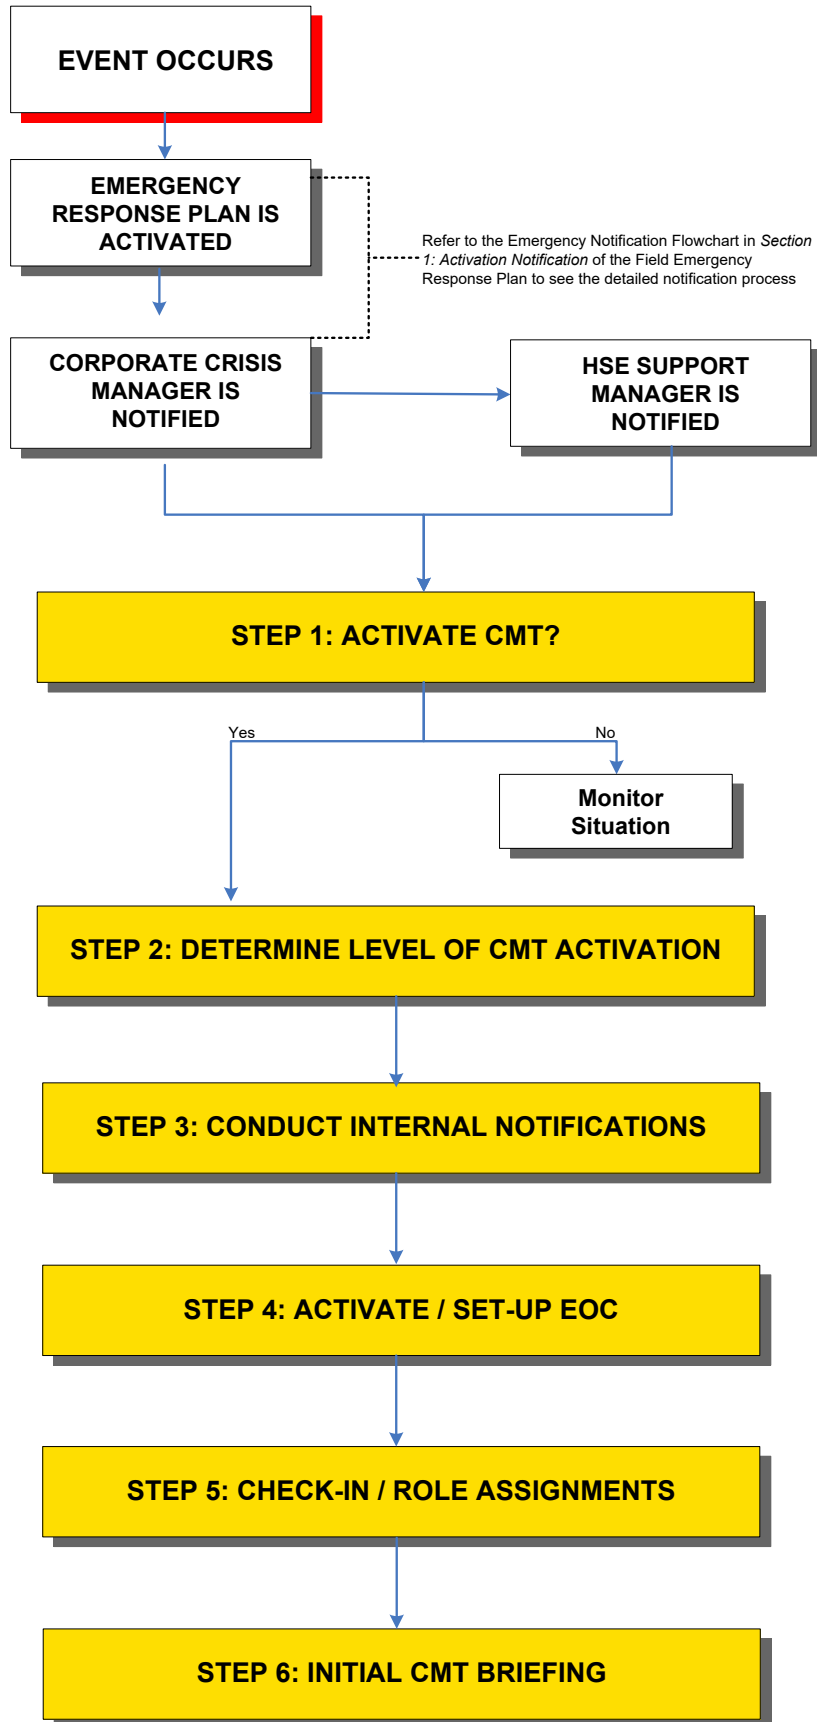 EVENT OCCURS
EMERGENCY
RESPONSE PLAN IS
ACTIVATED
Refer to the Emergency Notification Flowchart in Section
1: Activation Notification of the Field Emergency
Response Plan to see the detailed notification process
CORPORATE CRISIS
MANAGER IS
NOTIFIED
HSE SUPPORT
MANAGER IS
NOTIFIED
STEP 1: ACTIVATE CMT?
Yes
No
Monitor
Situation
STEP 2: DETERMINE LEVEL OF CMT ACTIVATION
STEP 3: CONDUCT INTERNAL NOTIFICATIONS
STEP 4: ACTIVATE / SET-UP EOC
STEP 5: CHECK-IN / ROLE ASSIGNMENTS
STEP 6: INITIAL CMT BRIEFING